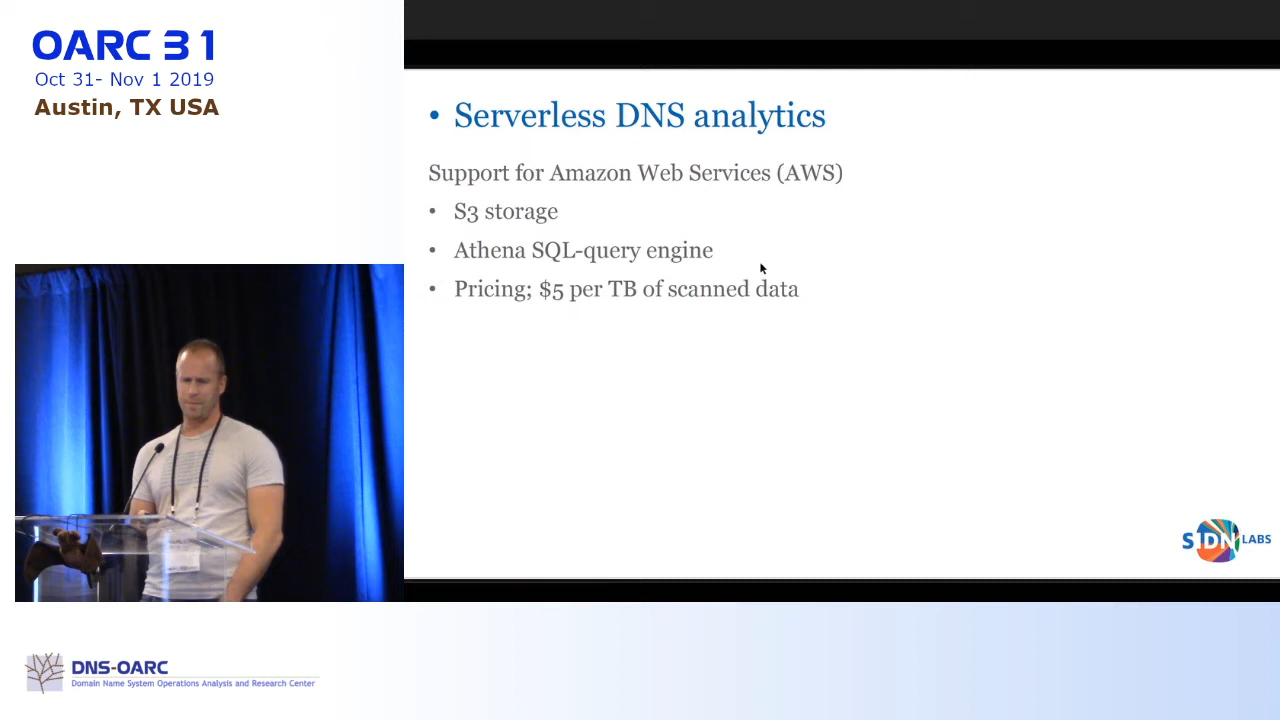 OARC 31
Oct 31- Nov 1 2019
Austin, TX USA
• Serverless DNS analytics
Support for Amazon Web Services (AWS)
• S3 storage
• Athena SQL-query engine
• Pricing; $5 per TB of scanned data
SIDN LABS
DNS-OARC
Domain Name System Operations Analysis and Research Center